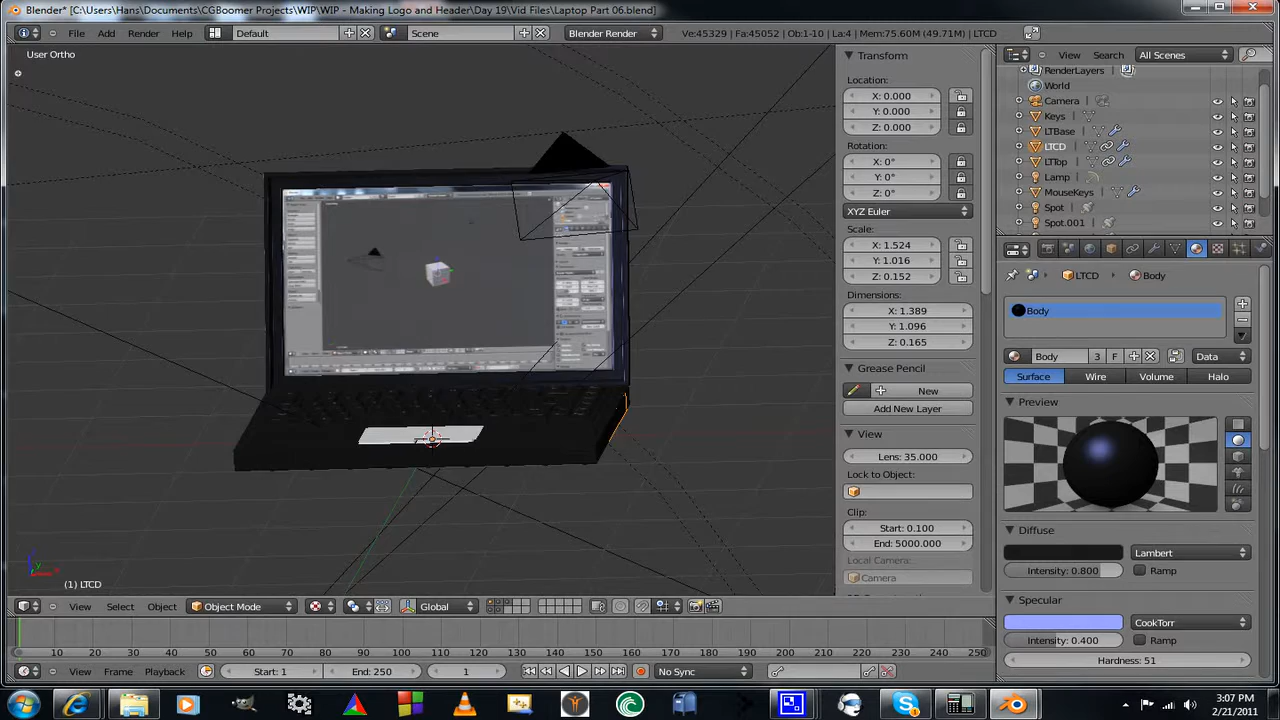 Blender* [C:\Users\Hans\Documents\CGBoomer Projects\WIP\WIP - Making Logo and Header\Day 19\Vid Files\Laptop Part 06.blend]
File Add Render Help Default Scene Blender Render Ve:45329 | Fa:45052 | Ob:1-10 | La:4 | Mem:75.60M (49.71M) | LTCD
User Ortho
(1) LTCD
Transform
Location:
X: 0.000
Y: 0.000
Z: 0.000
Rotation:
X: 0°
Y: 0°
Z: 0°
XYZ Euler
Scale:
X: 1.524
Y: 1.016
Z: 0.152
Dimensions:
X: 1.389
Y: 1.096
Z: 0.165
Grease Pencil
New
Add New Layer
View
Lens: 35.000
Lock to Object:
Clip:
Start: 0.100
End: 5000.000
Local Camera:
Camera
View Search All Scenes
RenderLayers
World
Camera
Keys
LTBase
LTCD
LTTop
Lamp
MouseKeys
Spot
Spot.001
LTCD Body
Body
Body 3 F Data
Surface Wire Volume Halo
Preview
Diffuse
Lambert
Intensity: 0.800 Ramp
Specular
CookTorr
Intensity: 0.400 Ramp
Hardness: 51
View Select Object Object Mode Global
0 10 20 30 40 50 60 70 80 90 100 110 120 130 140 150 160 170 180 190 200 210 220 230 240 250
View Frame Playback Start: 1 End: 250 1 No Sync
3:07 PM
2/21/2011